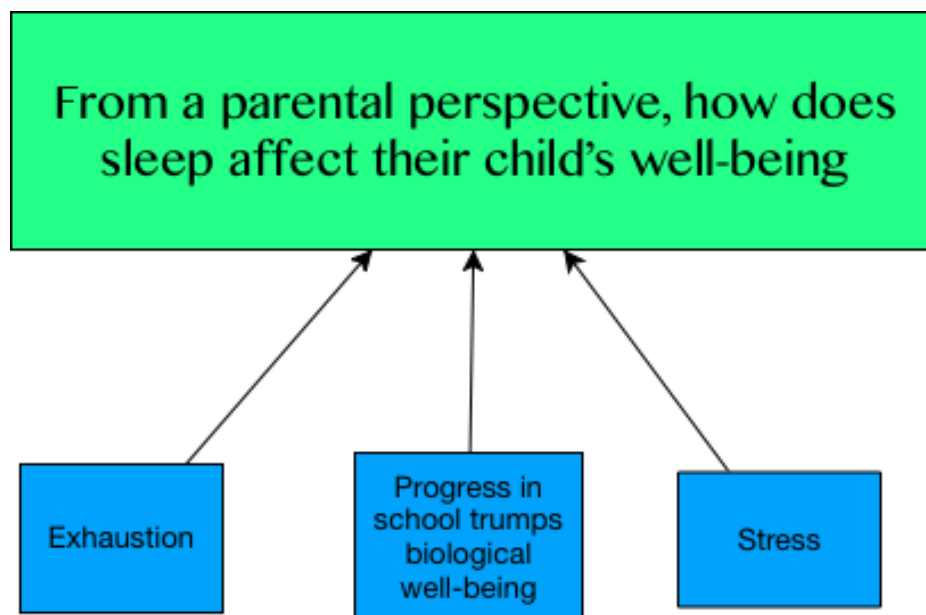 From a parental perspective, how does
sleep affect their child’s well-being
Exhaustion
Progress in
school trumps
biological
well-being
Stress